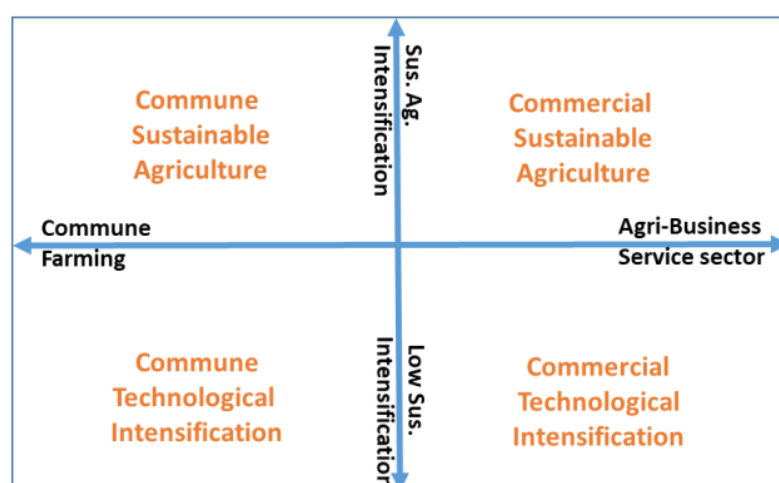 Sus. Ag.
Intensification
Commune
Sustainable
Agriculture
Commercial
Sustainable
Agriculture
Commune
Farming
Agri-Business
Service sector
Commune
Technological
Intensification
Low Sus.
Intensification
Commercial
Technological
Intensification